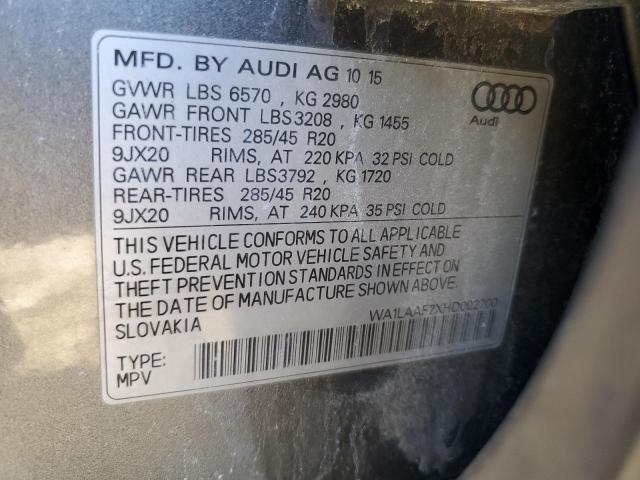 MFD. BY AUDI AG 10 15
GVWR LBS 6570 , KG 2980
GAWR FRONT LBS3208 , KG 1455
FRONT-TIRES 285/45 R20
9JX20 RIMS, AT 220 KPA 32 PSI COLD
GAWR REAR LBS3792 , KG 1720
REAR-TIRES 285/45 R20
9JX20 RIMS, AT 240 KPA 35 PSI COLD
Audi
THIS VEHICLE CONFORMS TO ALL APPLICABLE
U.S. FEDERAL MOTOR VEHICLE SAFETY AND
THEFT PREVENTION STANDARDS IN EFFECT ON
THE DATE OF MANUFACTURE SHOWN ABOVE.
SLOVAKIA
WA1LAAF7XHD002700
TYPE:
MPV